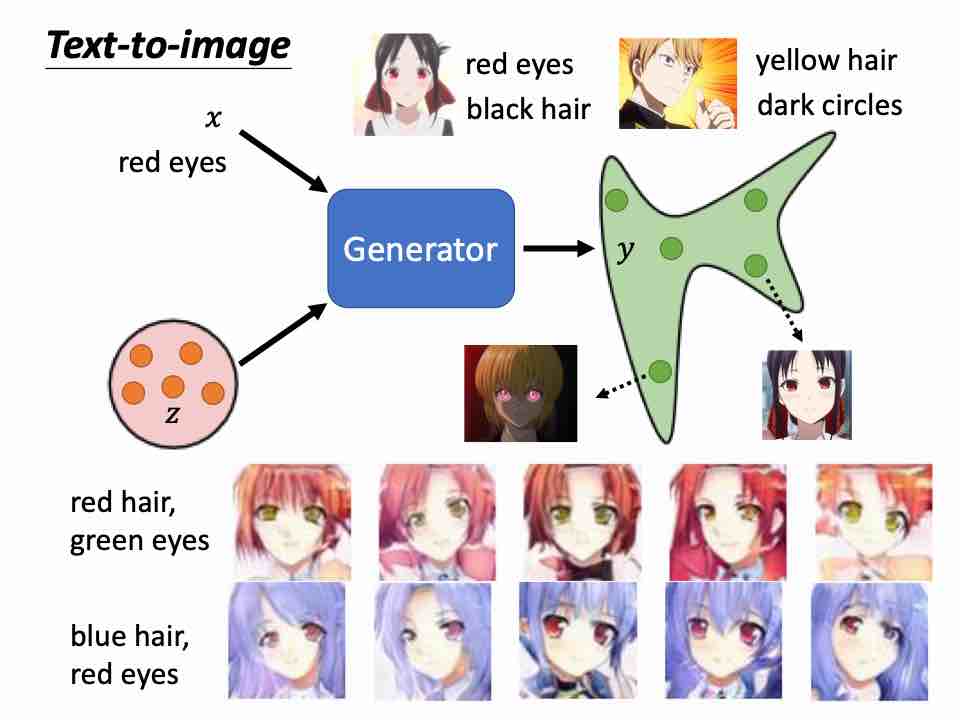 Text-to-image
red eyes
black hair
yellow hair
dark circles
x
red eyes
Generator
y
z
red hair,
green eyes
blue hair,
red eyes